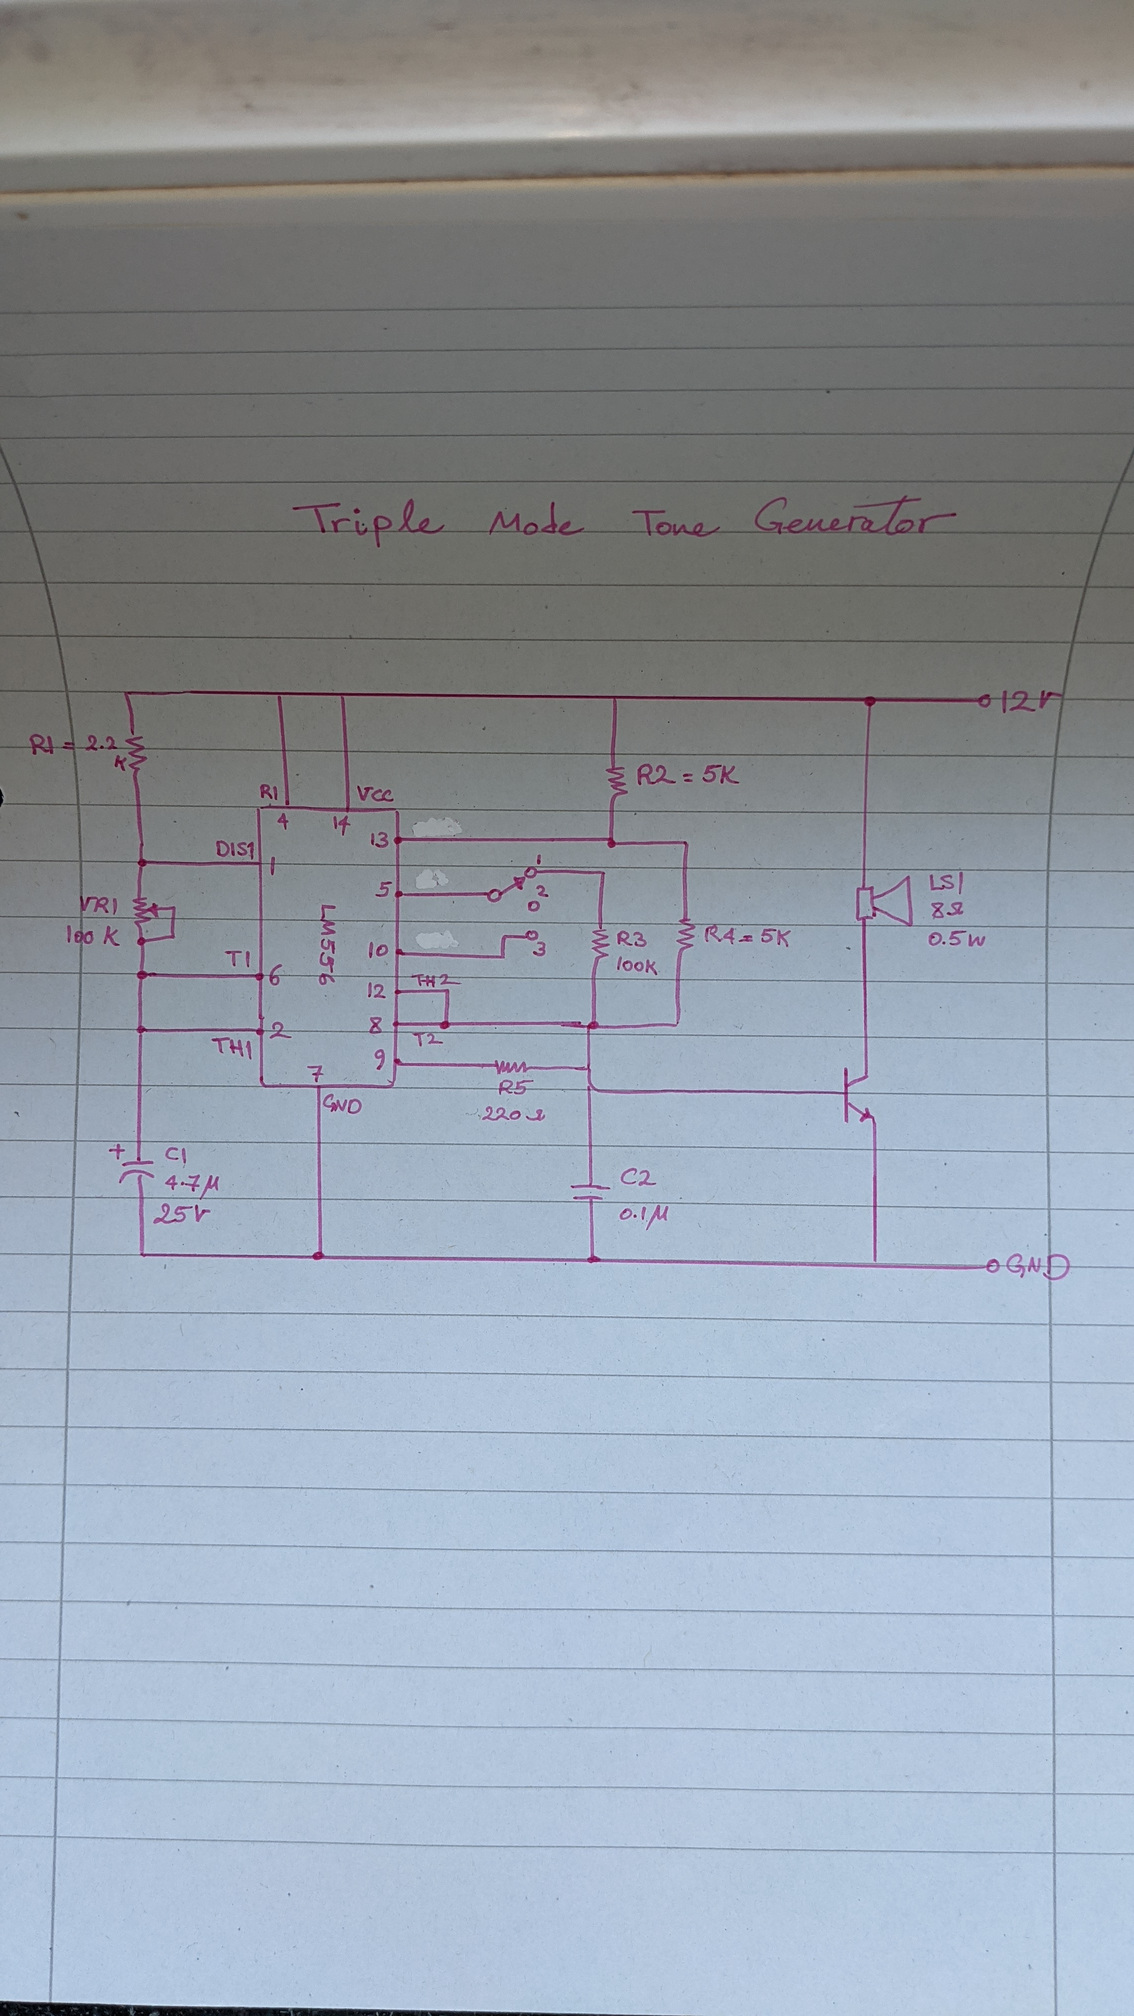 Triple Mode Tone Generator
12V
R1 = 2.2
K
R2 = 5K
R1
VCC
4
14
13
DIS1
1
5
1
2
3
LS1
8Ω
0.5W
VR1
100 K
LM556
10
R3
100K
R4 = 5K
T1
6
12
TH2
8
T2
2
TH1
9
7
GND
R5
220Ω
+
C1
4.7μ
25V
C2
0.1μ
GND